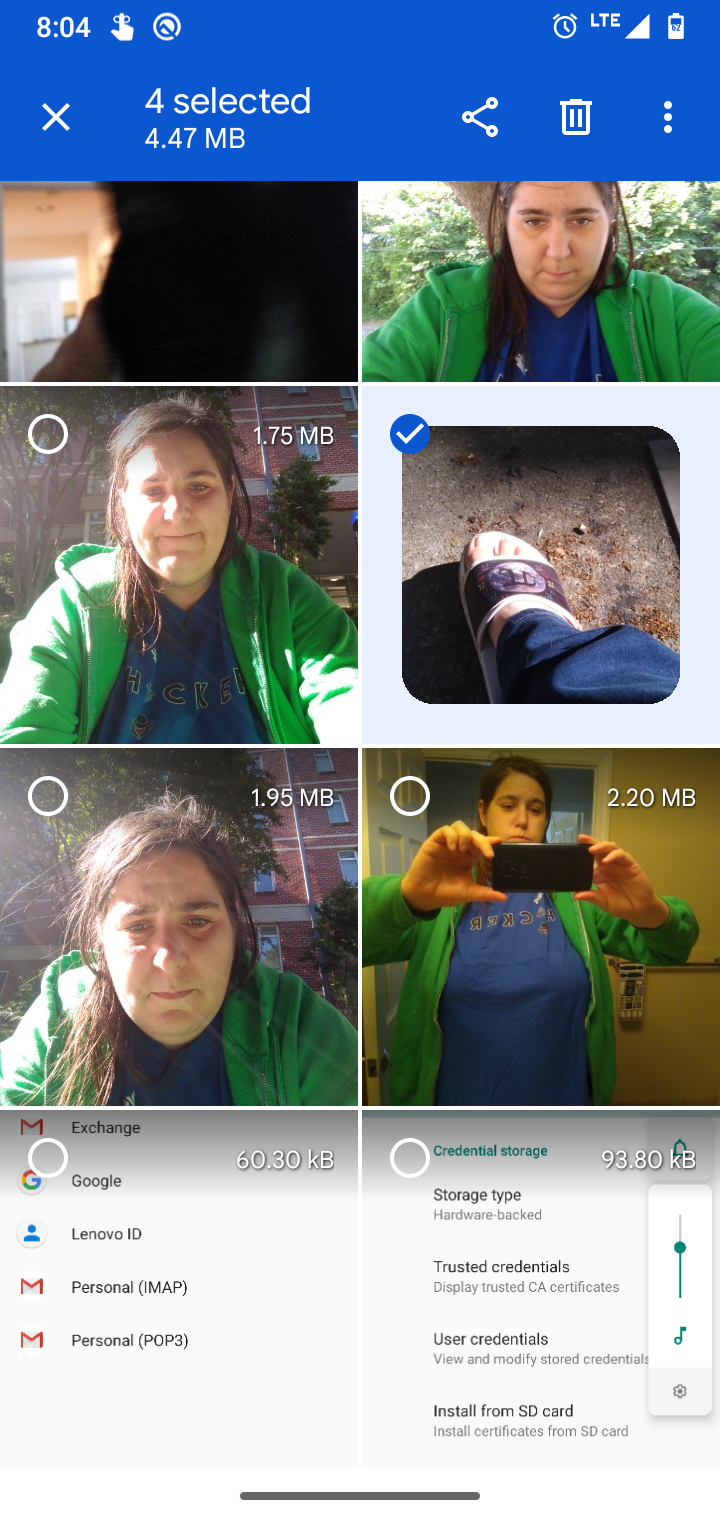 8:04
LTE
62
4 selected
4.47 MB
1.75 MB
H CKER
1.95 MB
2.20 MB
Exchange
60.30 kB
Google
Lenovo ID
Personal (IMAP)
Personal (POP3)
Credential storage
93.80 kB
Storage type
Hardware-backed
Trusted credentials
Display trusted CA certificates
User credentials
View and modify stored credentials
Install from SD card
Install certificates from SD card